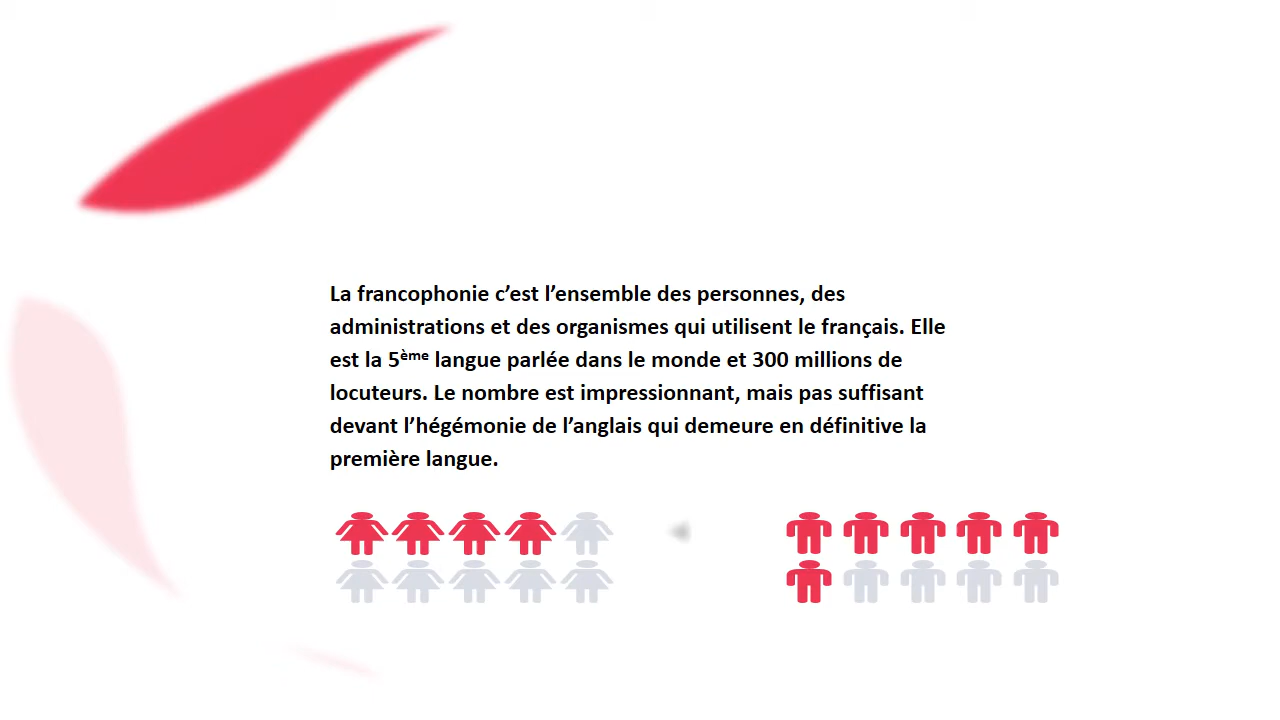 La francophonie c’est l’ensemble des personnes, des
administrations et des organismes qui utilisent le français. Elle
est la 5ème langue parlée dans le monde et 300 millions de
locuteurs. Le nombre est impressionnant, mais pas suffisant
devant l’hégémonie de l’anglais qui demeure en définitive la
première langue.